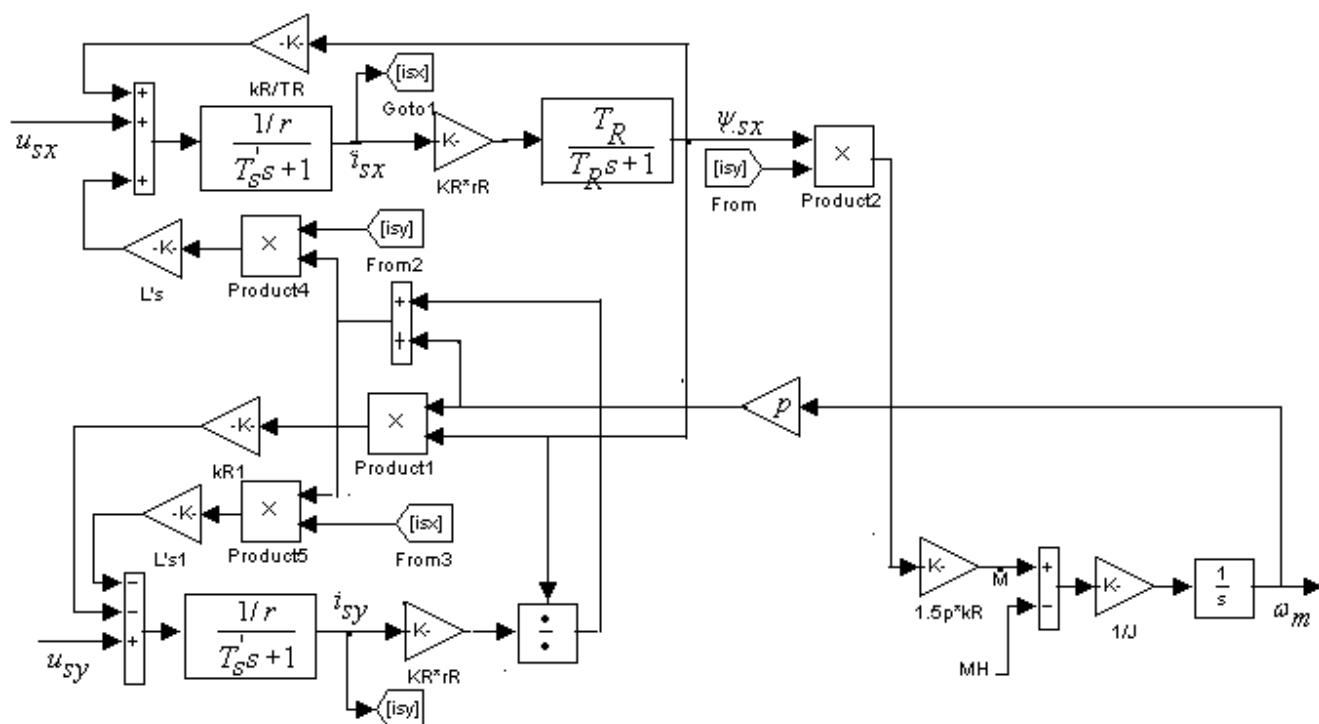 -K-
[isx]
kR/TR
Goto1
+
+
+
u_sx
1/r
T's s+1
i_sx
K-
KR*rR
T_R
T_R s+1
ψ_sx
[isy]
From
×
Product2
-K-
L's
×
Product4
[isy]
From2
+
+
-K-
kR1
×
Product1
p
-K-
L's1
×
Product5
[isx]
From3
−
−
+
u_sy
1/r
T's s+1
i_sy
K-
KR*rR
÷
[isy]
K-
1.5p*kR
M
+
−
MH
K-
1/J
1
s
ω_m